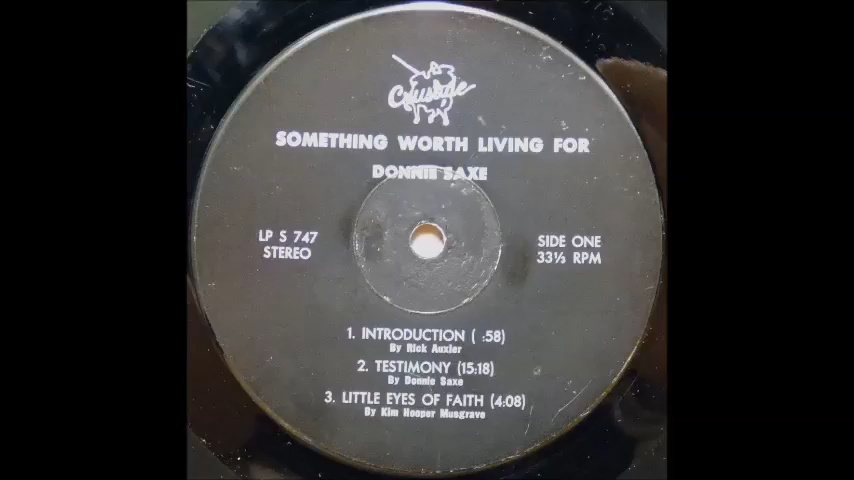 Crusade
SOMETHING WORTH LIVING FOR
DONNIE SAXE
LP S 747
STEREO
SIDE ONE
33⅓ RPM
1. INTRODUCTION ( :58)
By Rick Auxier
2. TESTIMONY (15:18)
By Donnie Saxe
3. LITTLE EYES OF FAITH (4:08)
By Kim Hooper Musgrave